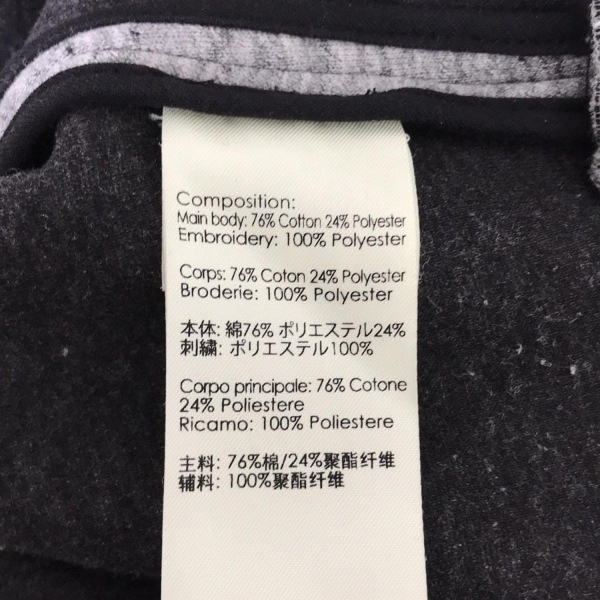 Composition:
Main body: 76% Cotton 24% Polyester
Embroidery: 100% Polyester
Corps: 76% Coton 24% Polyester
Broderie: 100% Polyester
本体: 綿76% ポリエステル24%
刺繍: ポリエステル100%
Corpo principale: 76% Cotone
24% Poliestere
Ricamo: 100% Poliestere
主料: 76%棉/24%聚酯纤维
辅料: 100%聚酯纤维